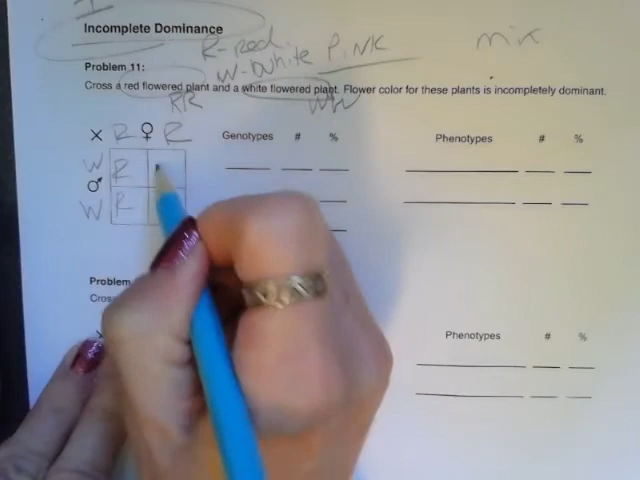 I
Incomplete Dominance
R-Red
W-White PINK mix
Problem 11:
Cross a red flowered plant and a white flowered plant. Flower color for these plants is incompletely dominant.
RR WW
X R ♀ R Genotypes # % Phenotypes # %
W R
♂
W R
Problem
Cros
Phenotypes # %